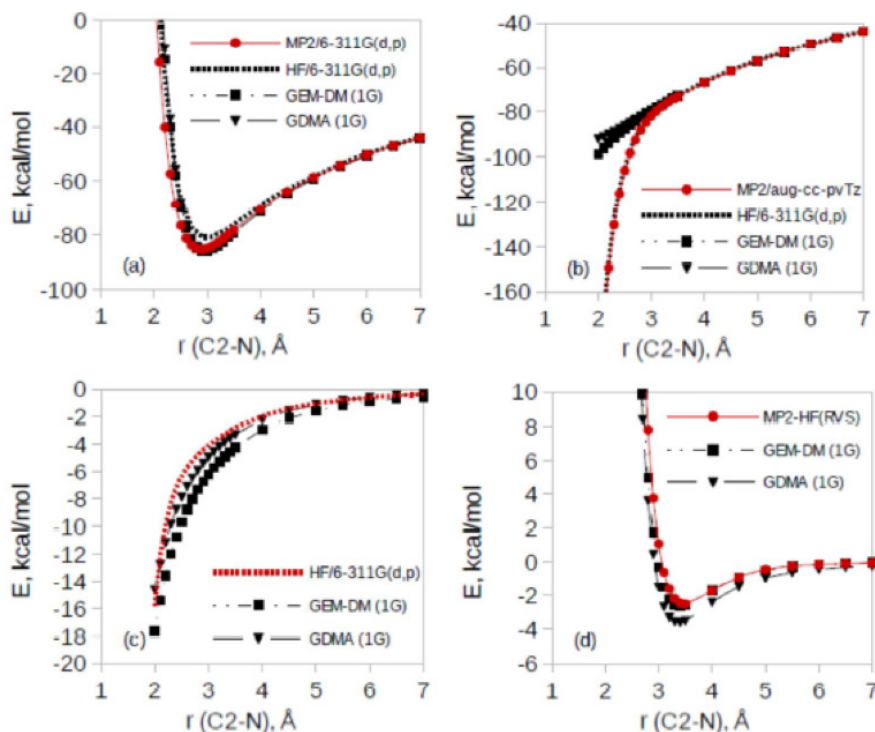 0
-20
-40
-60
-80
-100
E, kcal/mol
MP2/6-311G(d,p)
HF/6-311G(d,p)
GEM-DM (1G)
GDMA (1G)
(a)
1 2 3 4 5 6 7
r (C2-N), Å
-40
-60
-80
-100
-120
-140
-160
E, kcal/mol
MP2/aug-cc-pvTz
HF/6-311G(d,p)
GEM-DM (1G)
GDMA (1G)
(b)
1 2 3 4 5 6 7
r (C2-N), Å
0
-2
-4
-6
-8
-10
-12
-14
-16
-18
-20
E, kcal/mol
HF/6-311G(d,p)
GEM-DM (1G)
GDMA (1G)
(c)
1 2 3 4 5 6 7
r (C2-N), Å
10
8
6
4
2
0
-2
-4
-6
E, kcal/mol
MP2-HF(RVS)
GEM-DM (1G)
GDMA (1G)
(d)
1 2 3 4 5 6 7
r (C2-N), Å